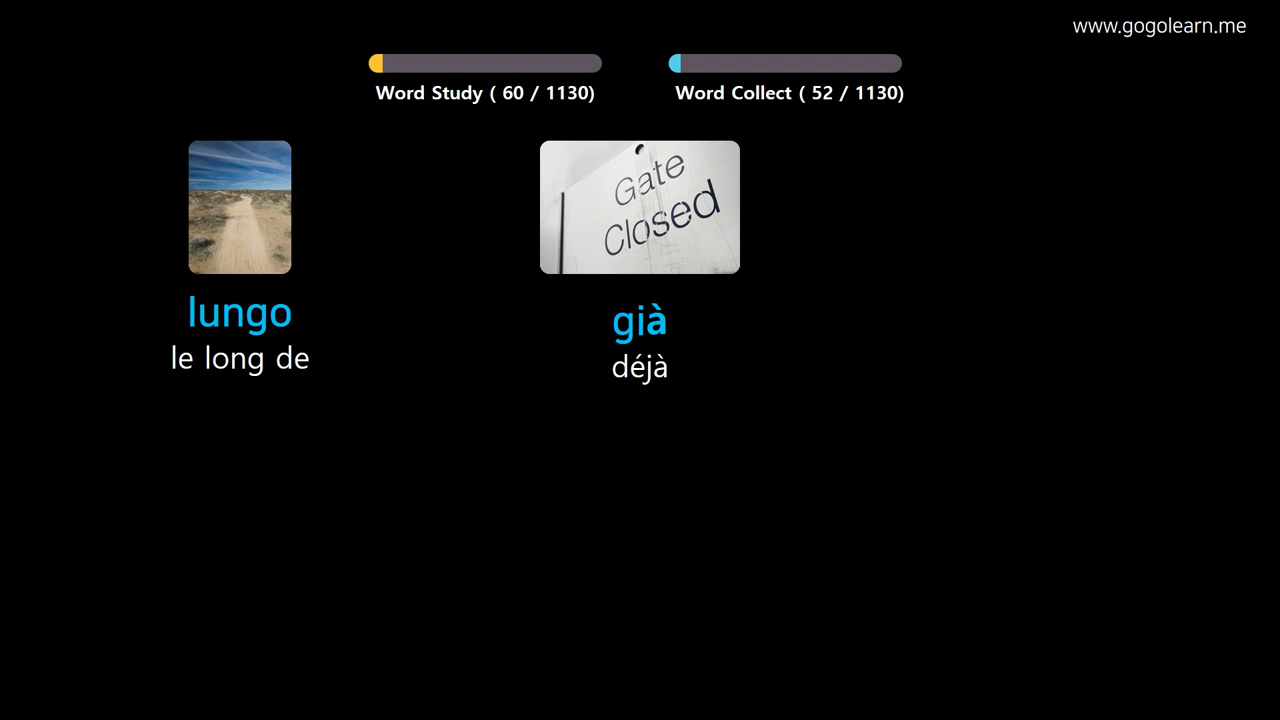 www.gogolearn.me
Word Study ( 60 / 1130)
Word Collect ( 52 / 1130)
Gate
Closed
lungo
le long de
già
déjà